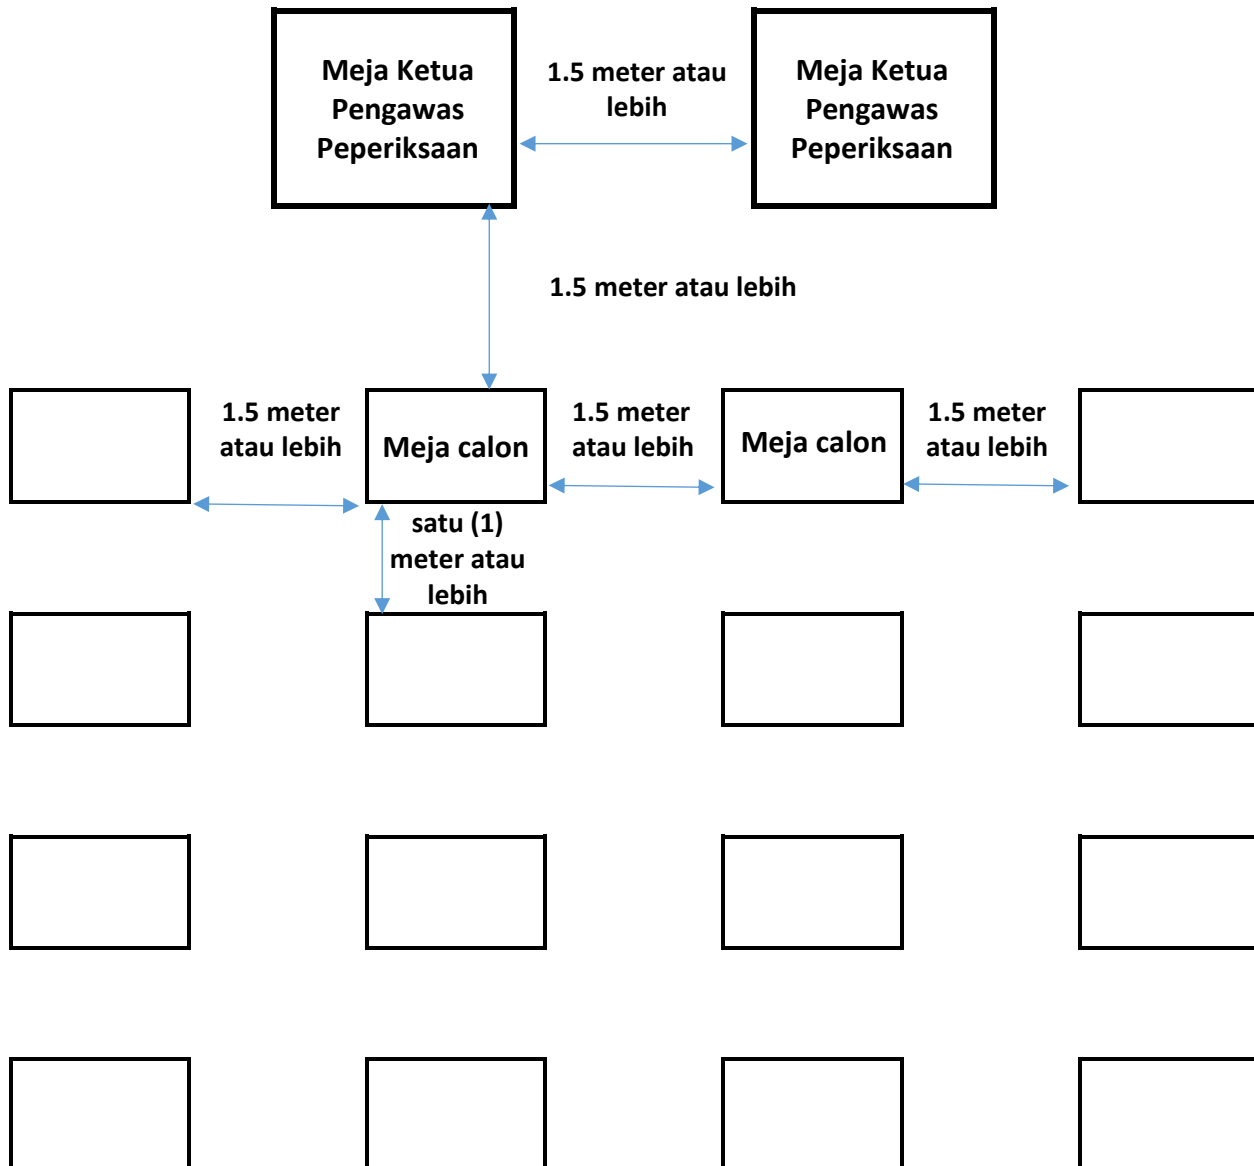 Meja Ketua
Pengawas
Peperiksaan
1.5 meter atau
lebih
Meja Ketua
Pengawas
Peperiksaan
1.5 meter atau lebih
1.5 meter
atau lebih
Meja calon
1.5 meter
atau lebih
Meja calon
1.5 meter
atau lebih
satu (1)
meter atau
lebih